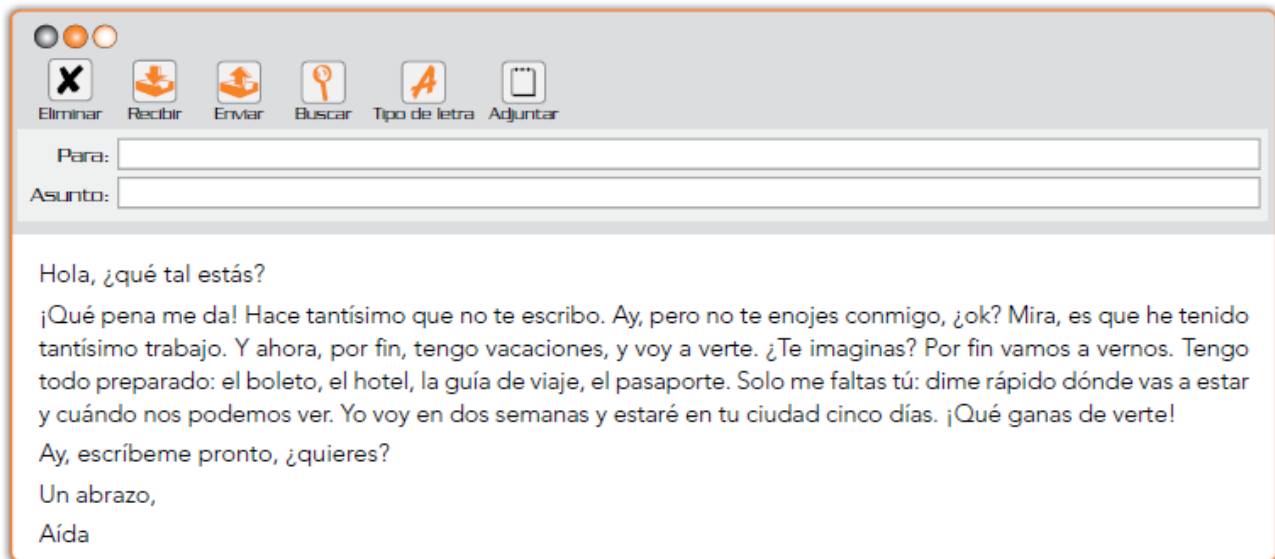 Eliminar Recibir Enviar Buscar Tipo de letra Adjuntar
Para:
Asunto:
Hola, ¿qué tal estás?
¡Qué pena me da! Hace tantísimo que no te escribo. Ay, pero no te enojes conmigo, ¿ok? Mira, es que he tenido
tantísimo trabajo. Y ahora, por fin, tengo vacaciones, y voy a verte. ¿Te imaginas? Por fin vamos a vernos. Tengo
todo preparado: el boleto, el hotel, la guía de viaje, el pasaporte. Solo me faltas tú: dime rápido dónde vas a estar
y cuándo nos podemos ver. Yo voy en dos semanas y estaré en tu ciudad cinco días. ¡Qué ganas de verte!
Ay, escríbeme pronto, ¿quieres?
Un abrazo,
Aída